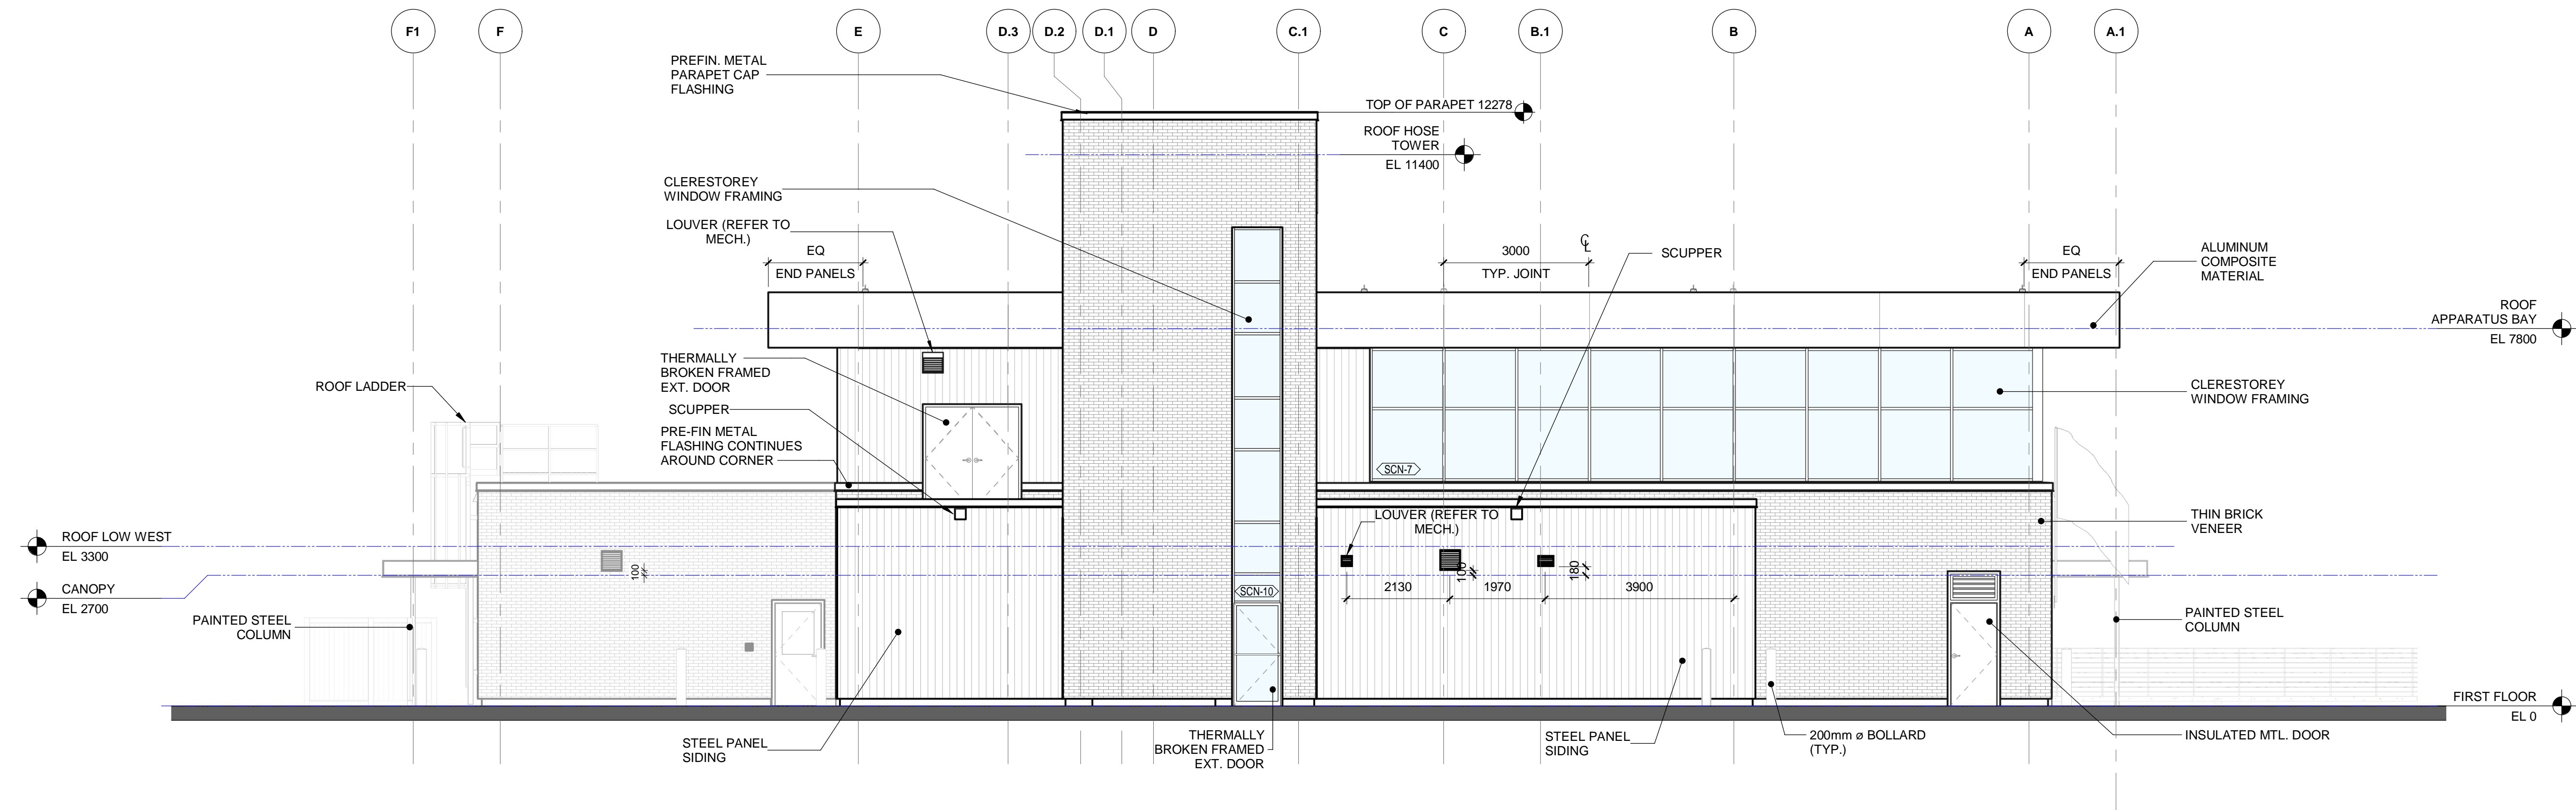 F1
F
E
D.3
D.2
D.1
D
C.1
C
B.1
B
A
A.1
PREFIN. METAL
PARAPET CAP
FLASHING
TOP OF PARAPET 12278
ROOF HOSE
TOWER
EL 11400
CLERESTOREY
WINDOW FRAMING
LOUVER (REFER TO
MECH.)
EQ
END PANELS
3000
TYP. JOINT
CL
SCUPPER
EQ
END PANELS
ALUMINUM
COMPOSITE
MATERIAL
ROOF
APPARATUS BAY
EL 7800
THERMALLY
BROKEN FRAMED
EXT. DOOR
ROOF LADDER
SCUPPER
PRE-FIN METAL
FLASHING CONTINUES
AROUND CORNER
CLERESTOREY
WINDOW FRAMING
SCN-7
LOUVER (REFER TO
MECH.)
THIN BRICK
VENEER
ROOF LOW WEST
EL 3300
CANOPY
EL 2700
100
100
180
2130
1970
3900
SCN-10
PAINTED STEEL
COLUMN
PAINTED STEEL
COLUMN
FIRST FLOOR
EL 0
STEEL PANEL
SIDING
THERMALLY
BROKEN FRAMED
EXT. DOOR
STEEL PANEL
SIDING
200mm ø BOLLARD
(TYP.)
INSULATED MTL. DOOR